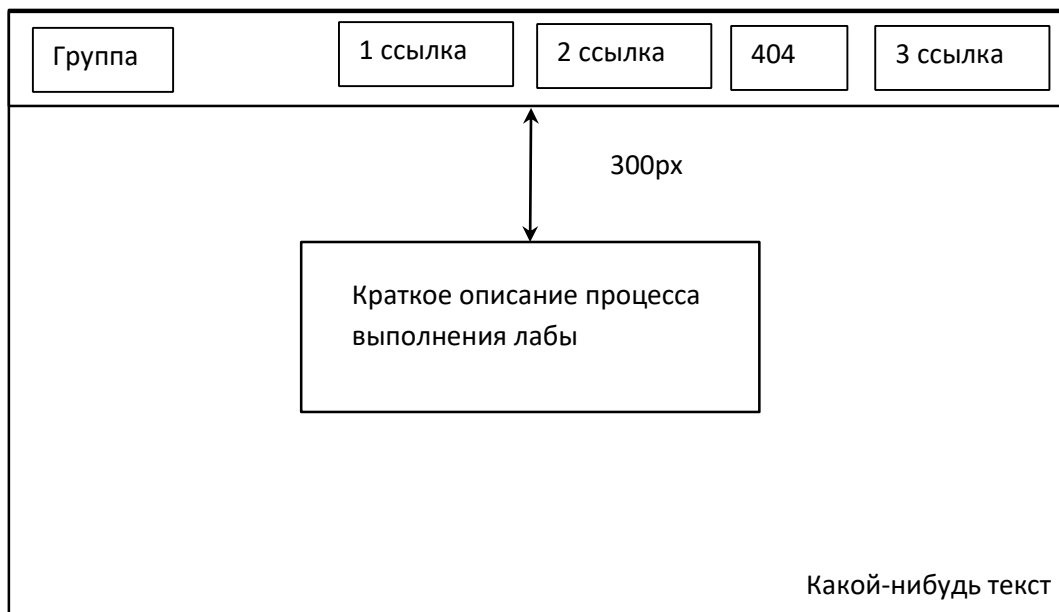 Группа
1 ссылка
2 ссылка
404
3 ссылка
300px
Краткое описание процесса
выполнения лабы
Какой-нибудь текст